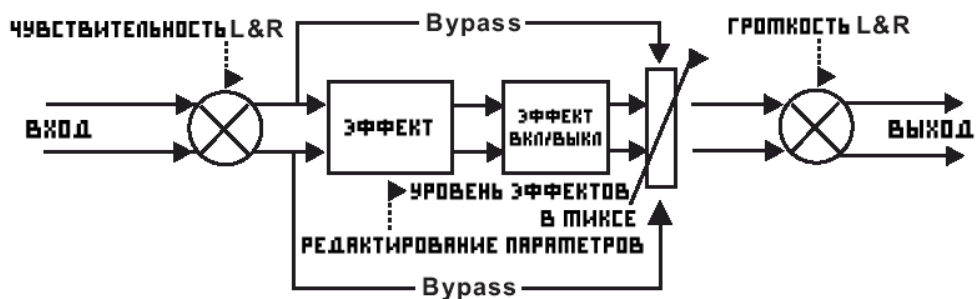 Bypass
ЧУВСТВИТЕЛЬНОСТЬ L&R
ГРОМКОСТЬ L&R
ВХОД
ЭФФЕКТ
ЭФФЕКТ
ВКЛ/ВЫКЛ
ВЫХОД
УРОВЕНЬ ЭФФЕКТОВ
В МИКСЕ
РЕДАКТИРОВАНИЕ ПАРАМЕТРОВ
Bypass